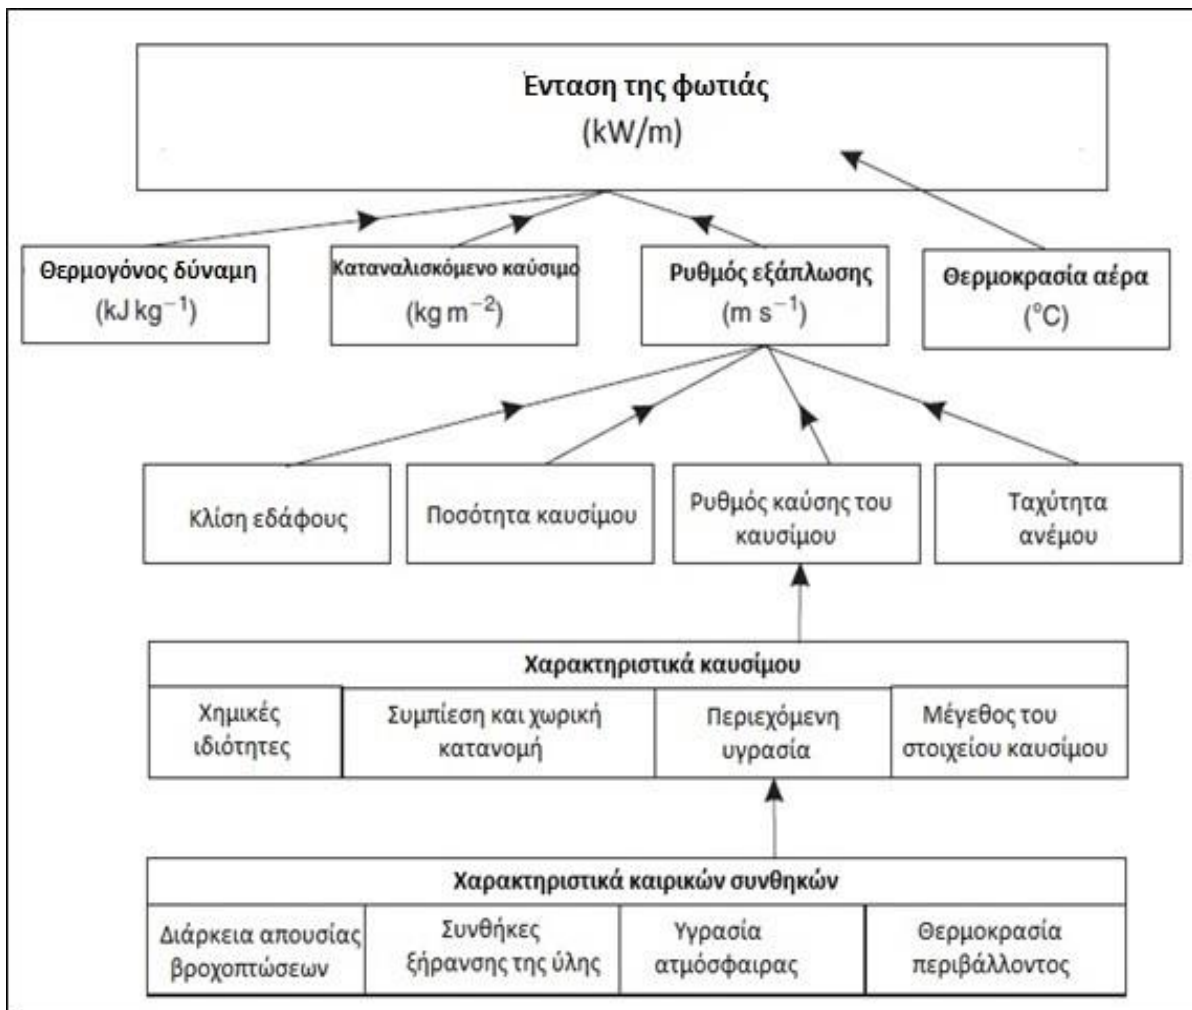 Ένταση της φωτιάς
(kW/m)
Θερμογόνος δύναμη
(kJ kg⁻¹)
Καταναλισκόμενο καύσιμο
(kg m⁻²)
Ρυθμός εξάπλωσης
(m s⁻¹)
Θερμοκρασία αέρα
(°C)
Κλίση εδάφους
Ποσότητα καυσίμου
Ρυθμός καύσης του
καυσίμου
Ταχύτητα
ανέμου
Χαρακτηριστικά καυσίμου
Χημικές
ιδιότητες
Συμπίεση και χωρική
κατανομή
Περιεχόμενη
υγρασία
Μέγεθος του
στοιχείου καυσίμου
Χαρακτηριστικά καιρικών συνθηκών
Διάρκεια απουσίας
βροχοπτώσεων
Συνθήκες
ξήρανσης της ύλης
Υγρασία
ατμόσφαιρας
Θερμοκρασία
περιβάλλοντος